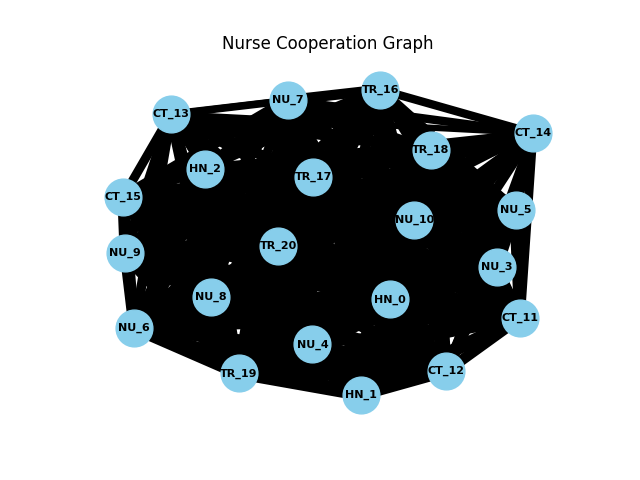 Nurse Cooperation Graph
TR_16
NU_7
CT_13
CT_14
TR_18
HN_2
TR_17
CT_15
NU_5
NU_10
TR_20
NU_9
NU_3
NU_8
HN_0
CT_11
NU_6
NU_4
CT_12
TR_19
HN_1